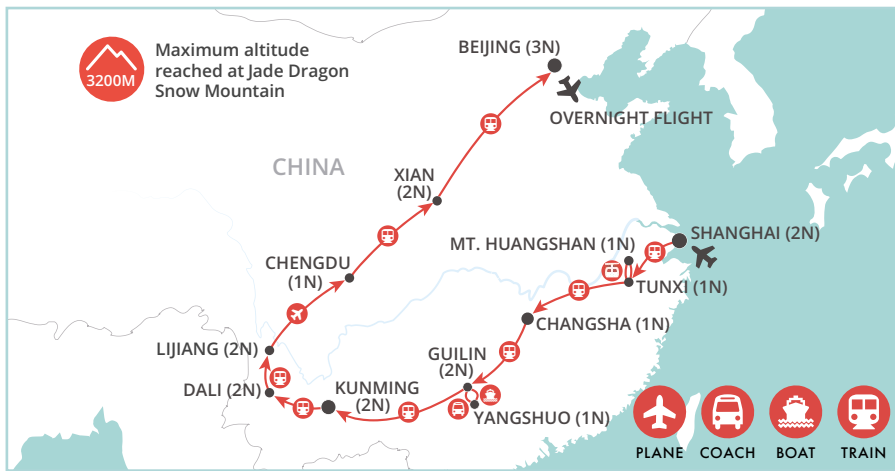 3200M
Maximum altitude
reached at Jade Dragon
Snow Mountain
BEIJING (3N)
OVERNIGHT FLIGHT
CHINA
XIAN
(2N)
SHANGHAI (2N)
MT. HUANGSHAN (1N)
CHENGDU
(1N)
TUNXI (1N)
CHANGSHA (1N)
LIJIANG (2N)
GUILIN
(2N)
DALI (2N)
KUNMING
(2N)
YANGSHUO (1N)
PLANE
COACH
BOAT
TRAIN